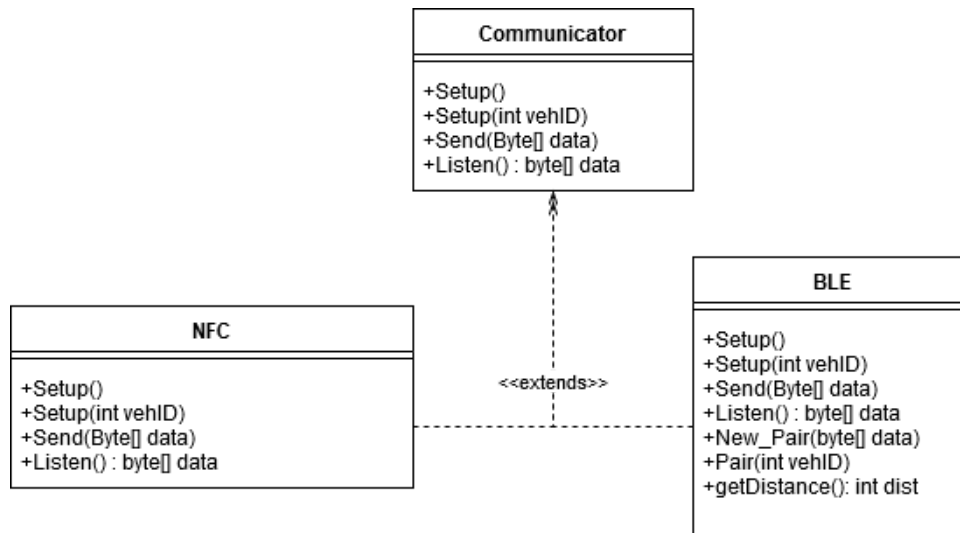 Communicator
+Setup()
+Setup(int vehID)
+Send(Byte[] data)
+Listen() : byte[] data
NFC
+Setup()
+Setup(int vehID)
+Send(Byte[] data)
+Listen() : byte[] data
<<extends>>
BLE
+Setup()
+Setup(int vehID)
+Send(Byte[] data)
+Listen() : byte[] data
+New_Pair(byte[] data)
+Pair(int vehID)
+getDistance(): int dist